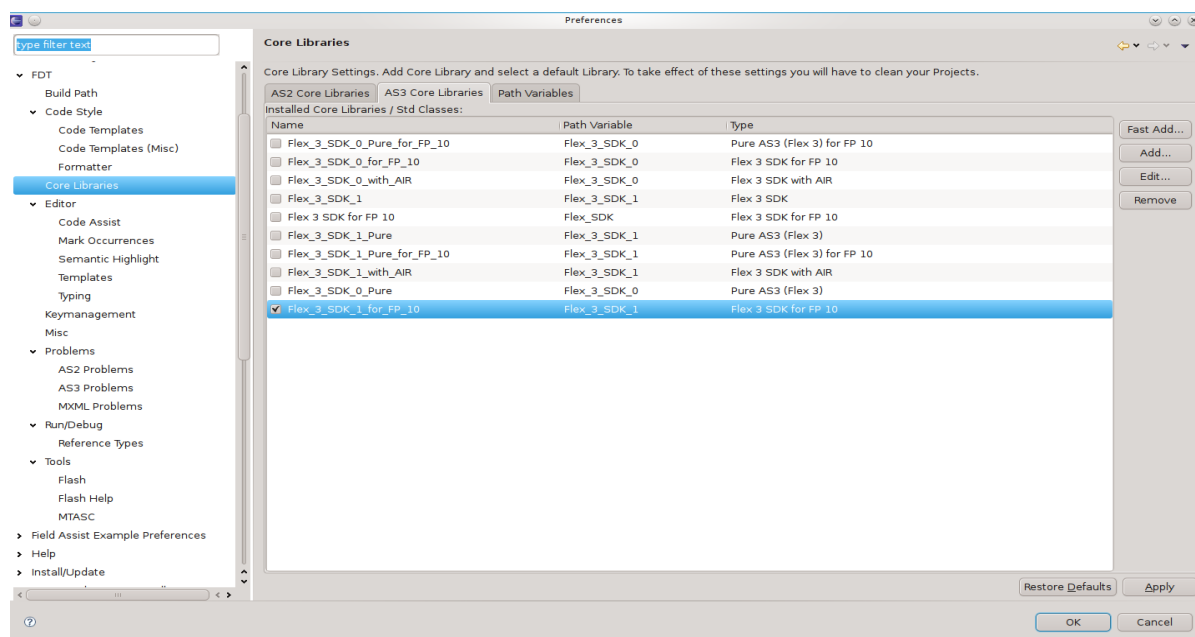 Preferences
type filter text
Core Libraries
FDT
Build Path
Code Style
Code Templates
Code Templates (Misc)
Formatter
Core Libraries
Editor
Code Assist
Mark Occurrences
Semantic Highlight
Templates
Typing
Keymanagement
Misc
Problems
AS2 Problems
AS3 Problems
MXML Problems
Run/Debug
Reference Types
Tools
Flash
Flash Help
MTASC
Field Assist Example Preferences
Help
Install/Update
Core Library Settings. Add Core Library and select a default Library. To take effect of these settings you will have to clean your Projects.
AS2 Core Libraries AS3 Core Libraries Path Variables
Installed Core Libraries / Std Classes:
Name Path Variable Type
Flex_3_SDK_0_Pure_for_FP_10 Flex_3_SDK_0 Pure AS3 (Flex 3) for FP 10
Flex_3_SDK_0_for_FP_10 Flex_3_SDK_0 Flex 3 SDK for FP 10
Flex_3_SDK_0_with_AIR Flex_3_SDK_0 Flex 3 SDK with AIR
Flex_3_SDK_1 Flex_3_SDK_1 Flex 3 SDK
Flex 3 SDK for FP 10 Flex_SDK Flex 3 SDK for FP 10
Flex_3_SDK_1_Pure Flex_3_SDK_1 Pure AS3 (Flex 3)
Flex_3_SDK_1_Pure_for_FP_10 Flex_3_SDK_1 Pure AS3 (Flex 3) for FP 10
Flex_3_SDK_1_with_AIR Flex_3_SDK_1 Flex 3 SDK with AIR
Flex_3_SDK_0_Pure Flex_3_SDK_0 Pure AS3 (Flex 3)
Flex_3_SDK_1_for_FP_10 Flex_3_SDK_1 Flex 3 SDK for FP 10
Fast Add...
Add...
Edit...
Remove
Restore Defaults Apply
OK Cancel